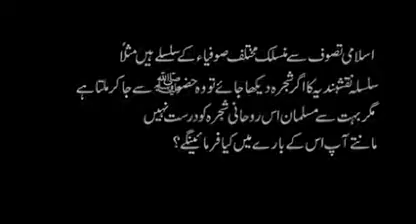 اسلامی تصوف سے منسلک مختلف صوفیاء کے سلسلے ہیں مثلاً
سلسلہ نقشبندیہ کا اگر شجرہ دیکھا جائے تو وہ حضورﷺ سے جا کر ملتا ہے
مگر بہت سے مسلمان اس روحانی شجرہ کو درست نہیں
مانتے آپ اس کے بارے میں کیا فرمائینگے؟